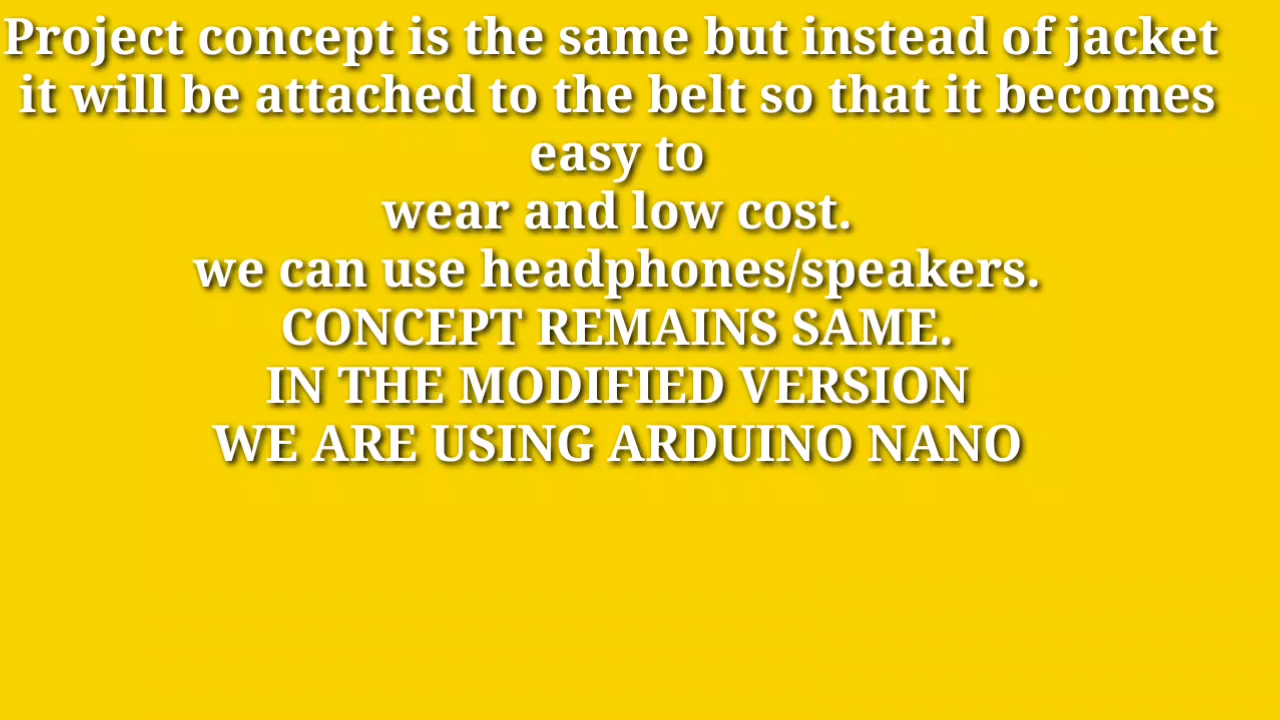 Project concept is the same but instead of jacket
it will be attached to the belt so that it becomes
easy to
wear and low cost.
we can use headphones/speakers.
CONCEPT REMAINS SAME.
IN THE MODIFIED VERSION
WE ARE USING ARDUINO NANO